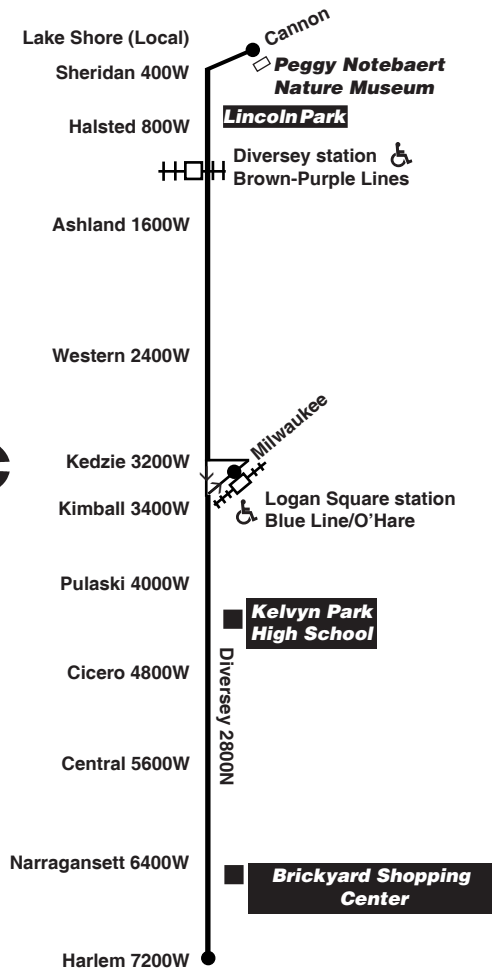 Lake Shore (Local)
Cannon
Sheridan 400W
Peggy Notebaert
Nature Museum
Halsted 800W
Lincoln Park
Diversey station
Brown-Purple Lines
Ashland 1600W
Western 2400W
Kedzie 3200W
Milwaukee
Kimball 3400W
Logan Square station
Blue Line/O'Hare
Pulaski 4000W
Kelvyn Park
High School
Cicero 4800W
Diversey 2800N
Central 5600W
Narragansett 6400W
Brickyard Shopping
Center
Harlem 7200W